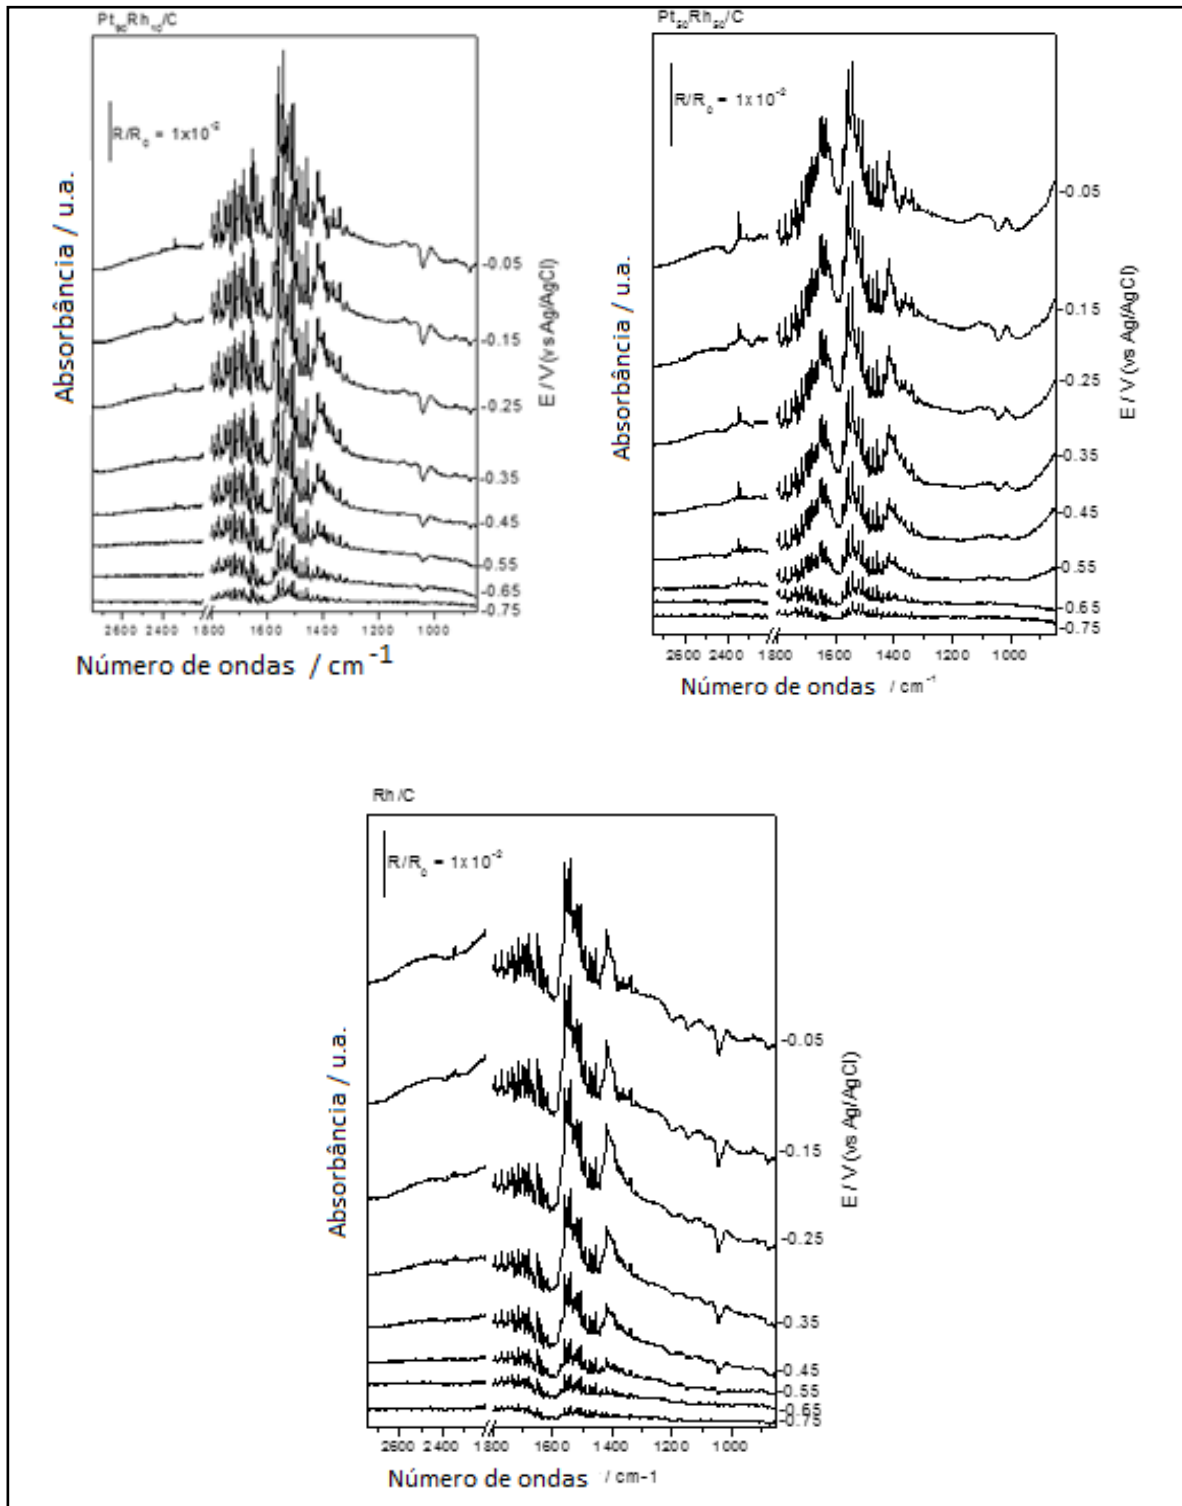 Pt₉₀Rh₁₀/C
R/R₀ = 1x10⁻²
Absorbância / u.a.
-0.05
-0.15
-0.25
-0.35
-0.45
-0.55
-0.65
-0.75
E / V (vs Ag/AgCl)
2600 2400 1800 1600 1400 1000
Número de ondas / cm⁻¹
Pt₅₀Rh₅₀/C
R/R₀ = 1x10⁻²
Absorbância / u.a.
-0.05
-0.15
-0.25
-0.35
-0.45
-0.55
-0.65
-0.75
E / V (vs Ag/AgCl)
2600 2400 1800 1600 1400 1200 1000
Número de ondas / cm⁻¹
Rh/C
R/R₀ = 1x10⁻²
Absorbância / u.a.
-0.05
-0.15
-0.25
-0.35
-0.45
-0.55
-0.65
-0.75
E / V (vs Ag/AgCl)
2600 2400 1800 1600 1400 1200 1000
Número de ondas / cm-1